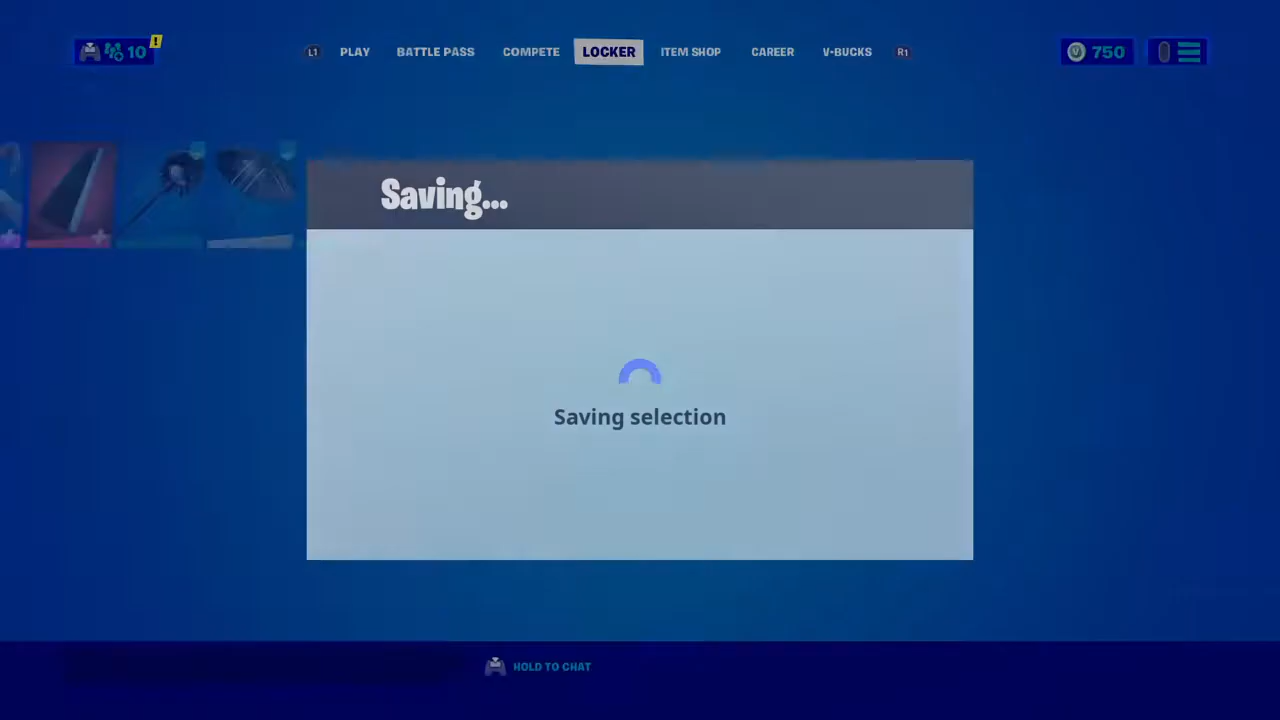 10 !
L1 PLAY BATTLE PASS COMPETE LOCKER ITEM SHOP CAREER V-BUCKS R1
V 750
Saving...
Saving selection
HOLD TO CHAT